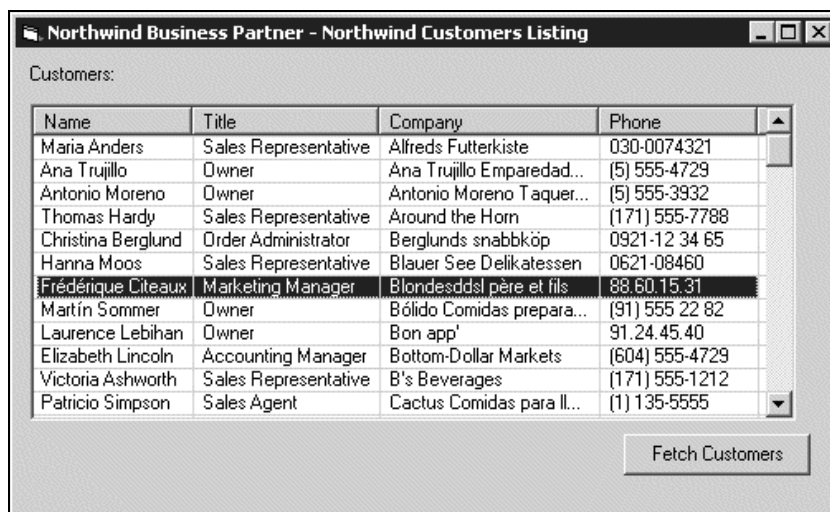 Northwind Business Partner - Northwind Customers Listing
Customers:
Name Title Company Phone
Maria Anders Sales Representative Alfreds Futterkiste 030-0074321
Ana Trujillo Owner Ana Trujillo Emparedad... (5) 555-4729
Antonio Moreno Owner Antonio Moreno Taquer... (5) 555-3932
Thomas Hardy Sales Representative Around the Horn (171) 555-7788
Christina Berglund Order Administrator Berglunds snabbköp 0921-12 34 65
Hanna Moos Sales Representative Blauer See Delikatessen 0621-08460
Frédérique Citeaux Marketing Manager Blondesddsl père et fils 88.60.15.31
Martín Sommer Owner Bólido Comidas prepara... (91) 555 22 82
Laurence Lebihan Owner Bon app' 91.24.45.40
Elizabeth Lincoln Accounting Manager Bottom-Dollar Markets (604) 555-4729
Victoria Ashworth Sales Representative B's Beverages (171) 555-1212
Patricio Simpson Sales Agent Cactus Comidas para ll... (1) 135-5555
Fetch Customers